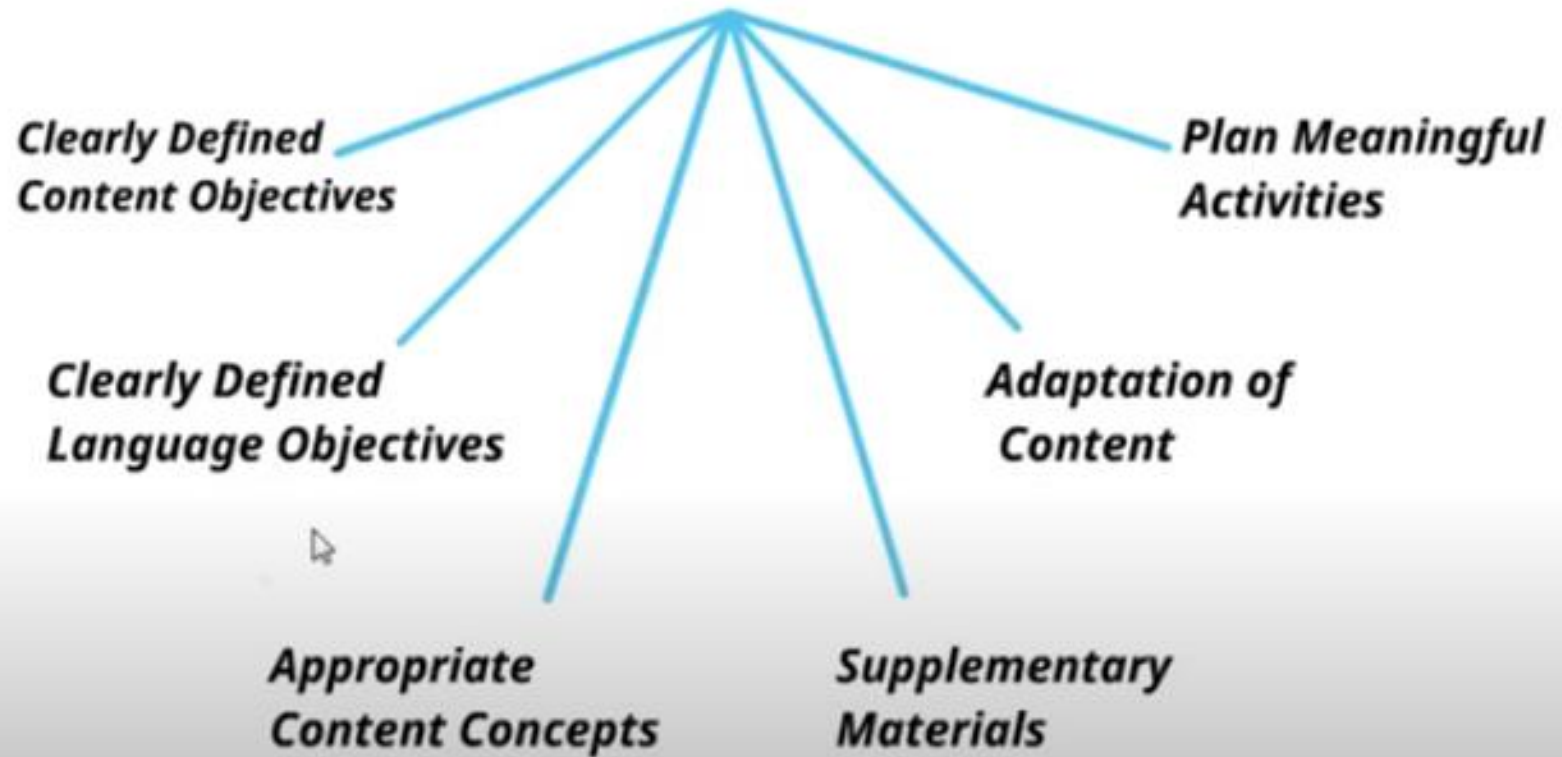 Clearly Defined
Content Objectives
Clearly Defined
Language Objectives
Appropriate
Content Concepts
Supplementary
Materials
Adaptation of
Content
Plan Meaningful
Activities